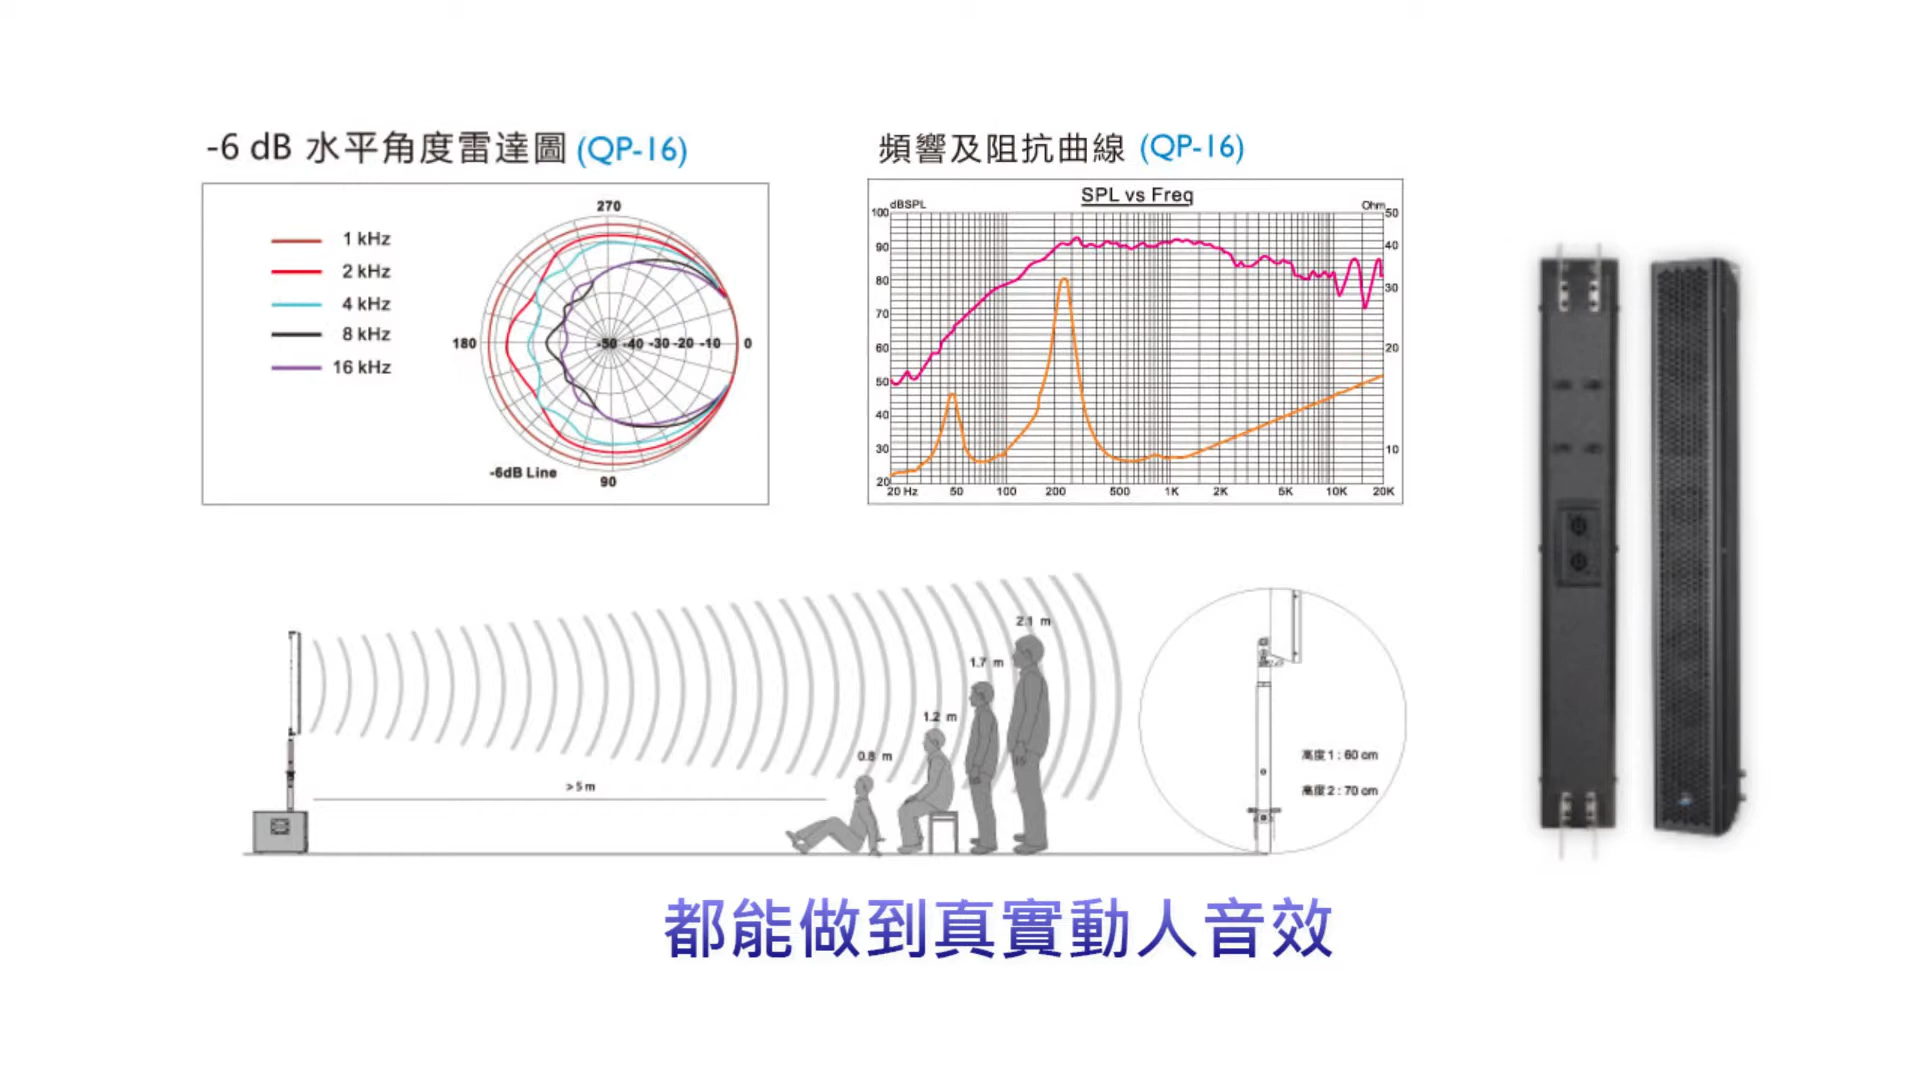 -6 dB 水平角度雷達圖 (QP-16)
270
1 kHz
2 kHz
4 kHz
8 kHz
16 kHz
180
-50 -40 -30 -20 -10 0
-6dB Line
90
頻響及阻抗曲線 (QP-16)
SPL vs Freq
dBSPL
Ohm
100
90
80
70
60
50
40
30
20
50
40
30
20
10
20 Hz 50 100 200 500 1K 2K 5K 10K 20K
2.1 m
1.7 m
1.2 m
0.8 m
>5m
高度1:60 cm
高度2:70 cm
都能做到真實動人音效